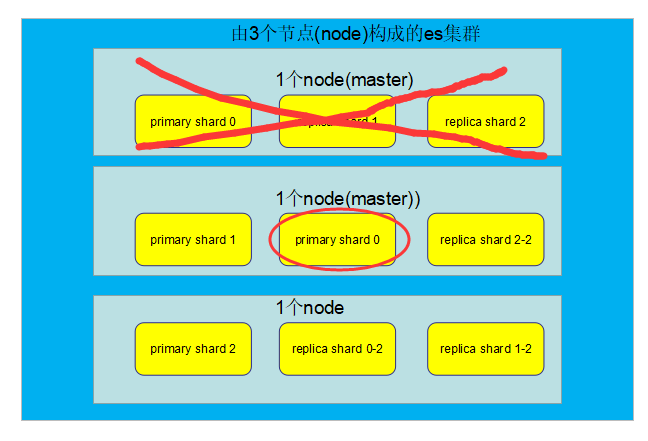 由3个节点(node)构成的es集群
1个node(master)
primary shard 0
replica shard 1
replica shard 2
1个node(master))
primary shard 1
primary shard 0
replica shard 2-2
1个node
primary shard 2
replica shard 0-2
replica shard 1-2